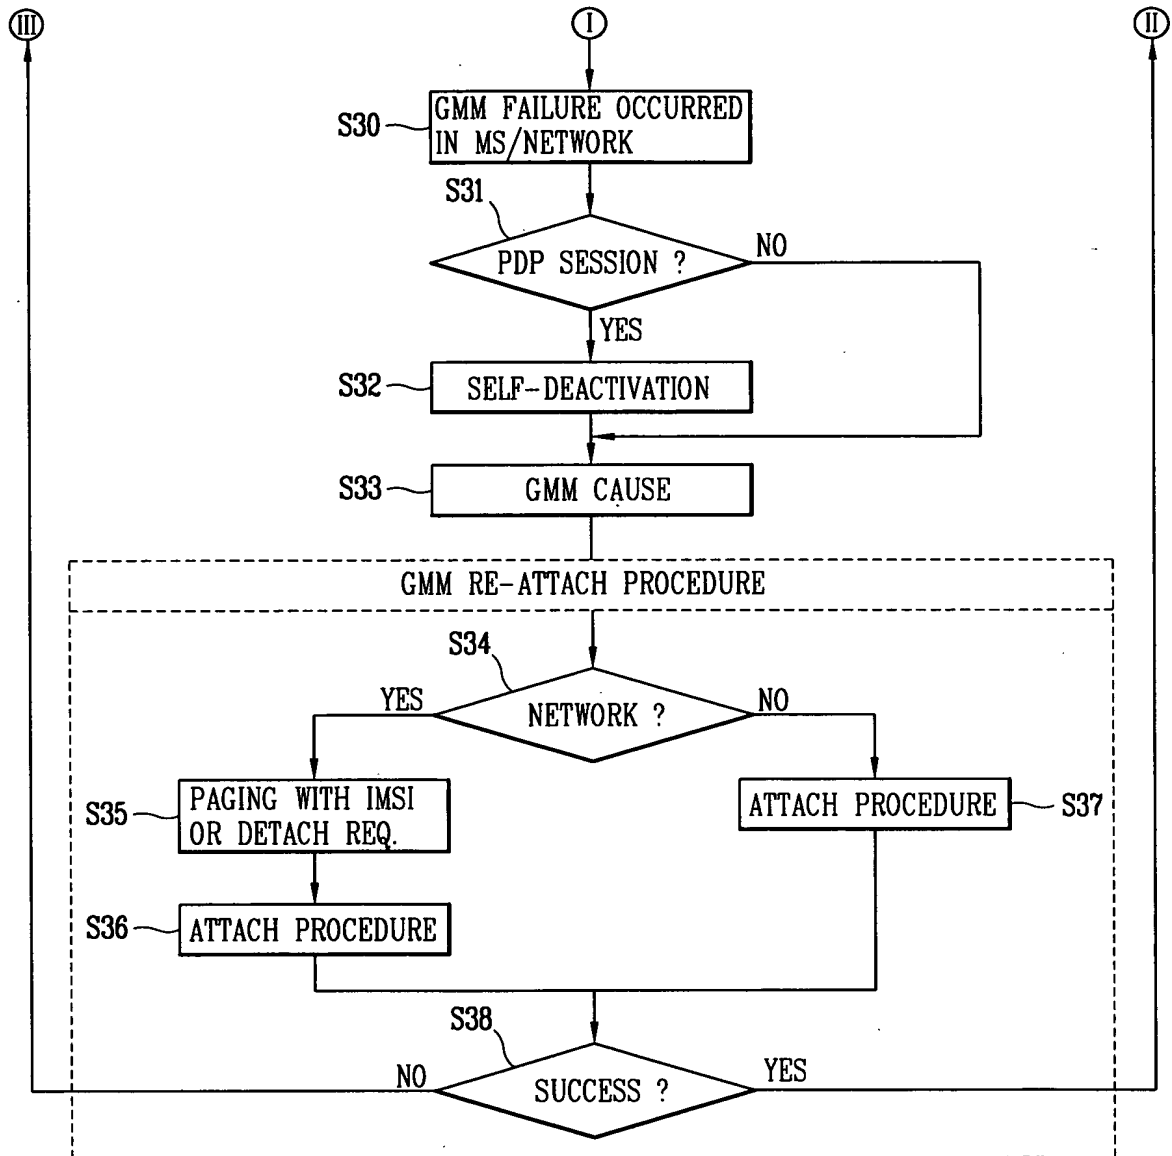 III
I
II
S30
GMM FAILURE OCCURRED
IN MS/NETWORK
S31
PDP SESSION ?
NO
YES
S32
SELF-DEACTIVATION
S33
GMM CAUSE
GMM RE-ATTACH PROCEDURE
S34
YES
NETWORK ?
NO
S35
PAGING WITH IMSI
OR DETACH REQ.
ATTACH PROCEDURE
S37
S36
ATTACH PROCEDURE
S38
NO
SUCCESS ?
YES